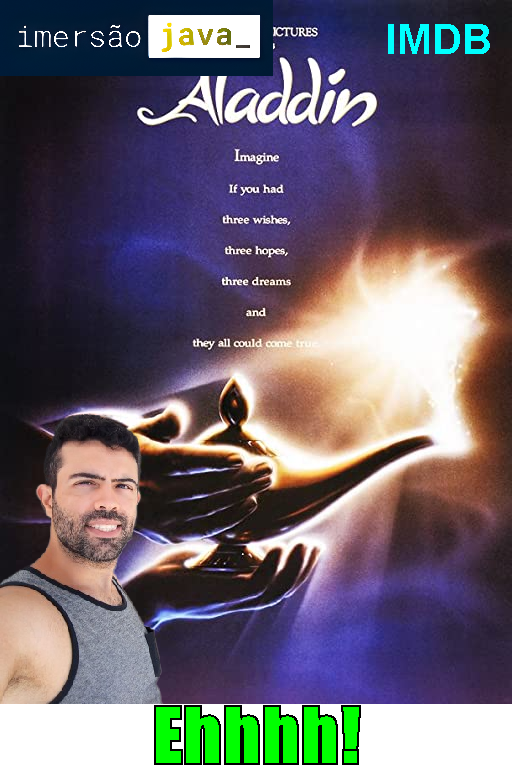 imersão java_
IMDB
Aladdin
Imagine
If you had
three wishes,
three hopes,
three dreams
and
they all could come true.
Ehhhh!